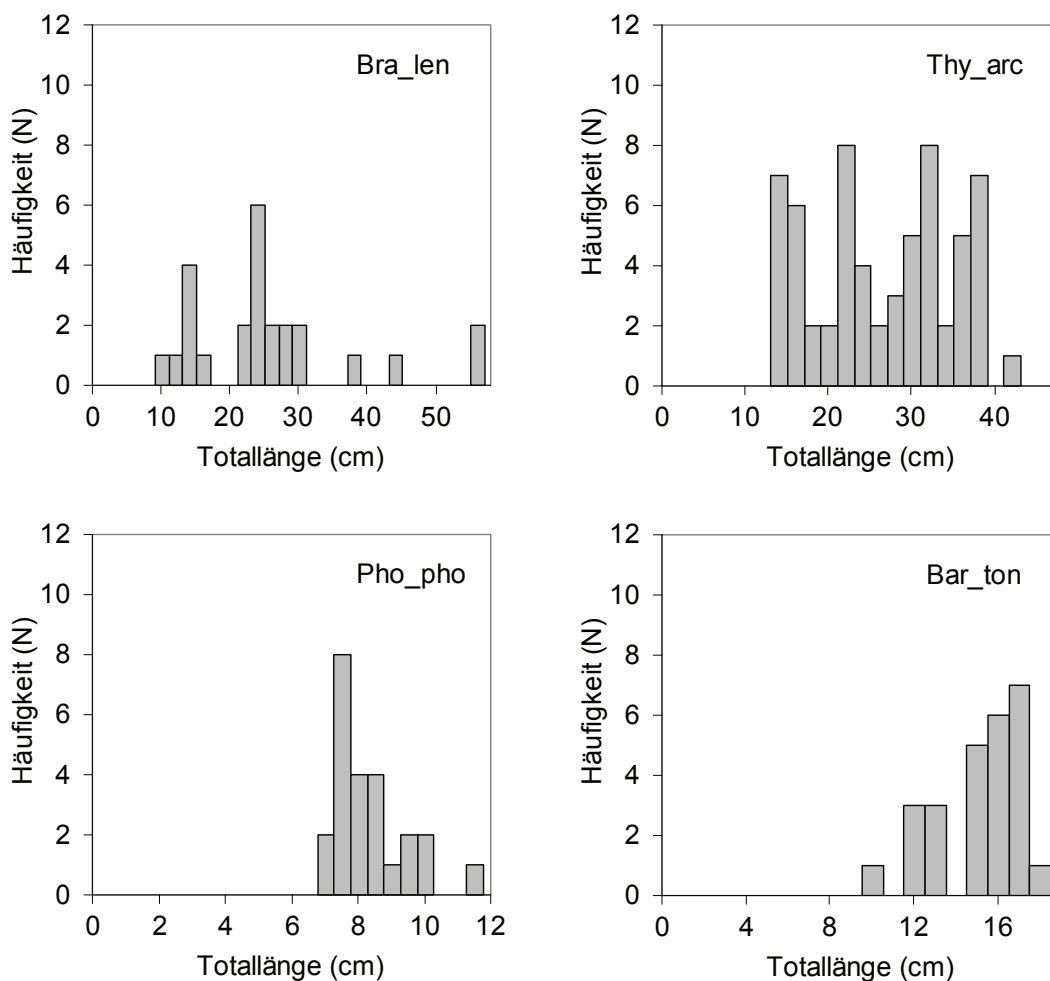 12
10
8
6
4
2
0
Häufigkeit (N)
Bra_len
0 10 20 30 40 50
Totallänge (cm)
12
10
8
6
4
2
0
Häufigkeit (N)
Thy_arc
0 10 20 30 40
Totallänge (cm)
12
10
8
6
4
2
0
Häufigkeit (N)
Pho_pho
0 2 4 6 8 10 12
Totallänge (cm)
12
10
8
6
4
2
0
Häufigkeit (N)
Bar_ton
0 4 8 12 16
Totallänge (cm)